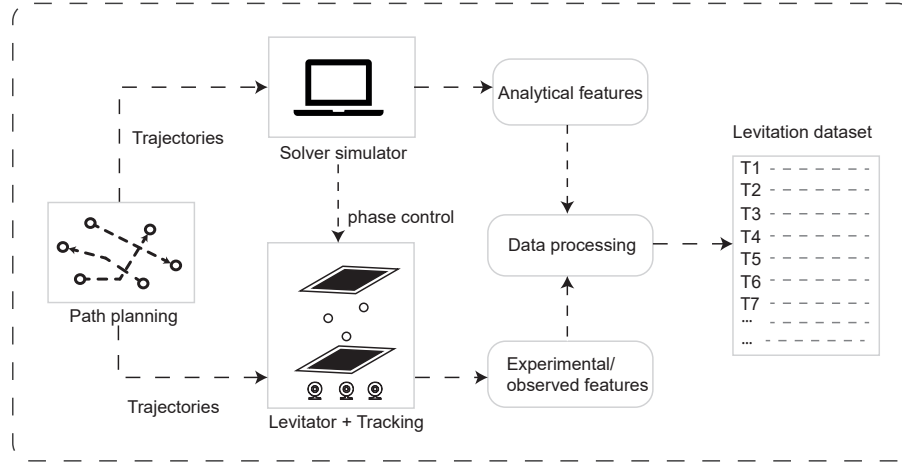 Trajectories
Solver simulator
Analytical features
Levitation dataset
phase control
Path planning
Data processing
Trajectories
Levitator + Tracking
Experimental/
observed features
T1
T2
T3
T4
T5
T6
T7
...
...